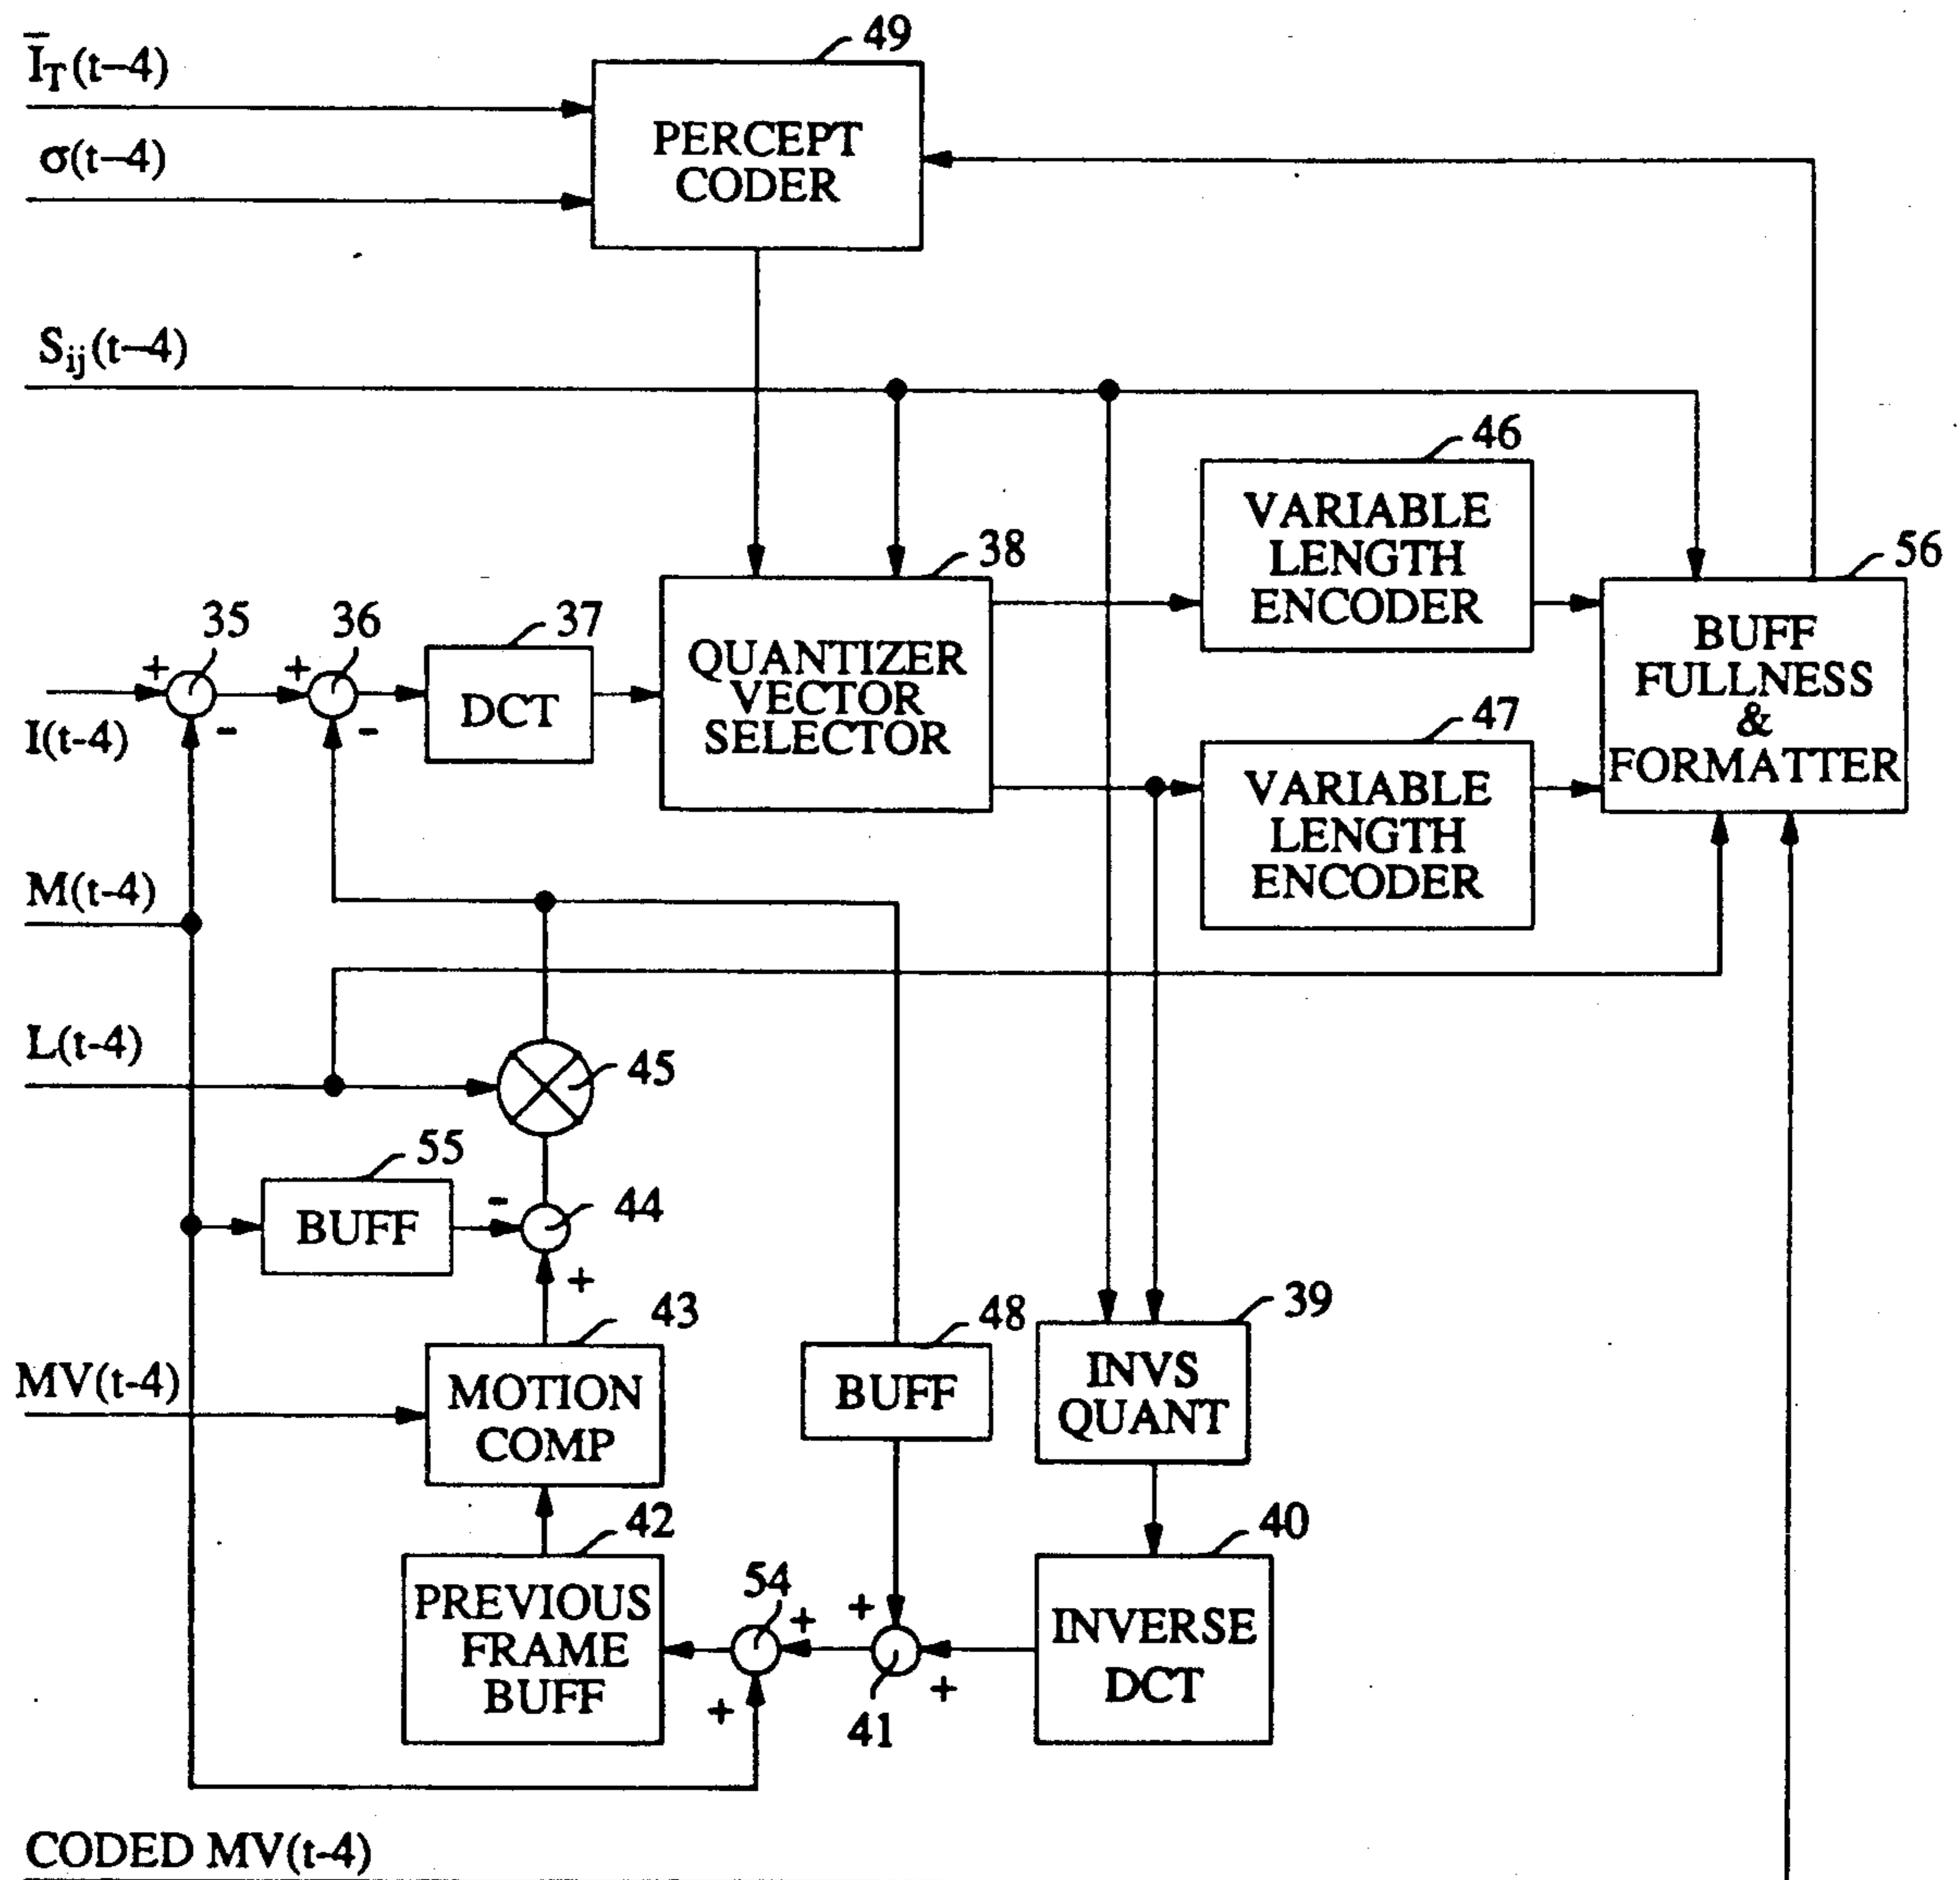 49
I̅T(t–4)
PERCEPT
CODER
σ(t–4)
Sij(t–4)
46
VARIABLE
LENGTH
ENCODER
38
56
35
36
37
+
+
DCT
QUANTIZER
VECTOR
SELECTOR
BUFF
FULLNESS
&
FORMATTER
-
-
I(t-4)
47
VARIABLE
LENGTH
ENCODER
M(t-4)
L(t-4)
45
55
BUFF
-
44
+
43
48
39
MV(t-4)
MOTION
COMP
BUFF
INVS
QUANT
42
40
PREVIOUS
FRAME
BUFF
54
+
+
INVERSE
DCT
+
+
41
CODED MV(t-4)